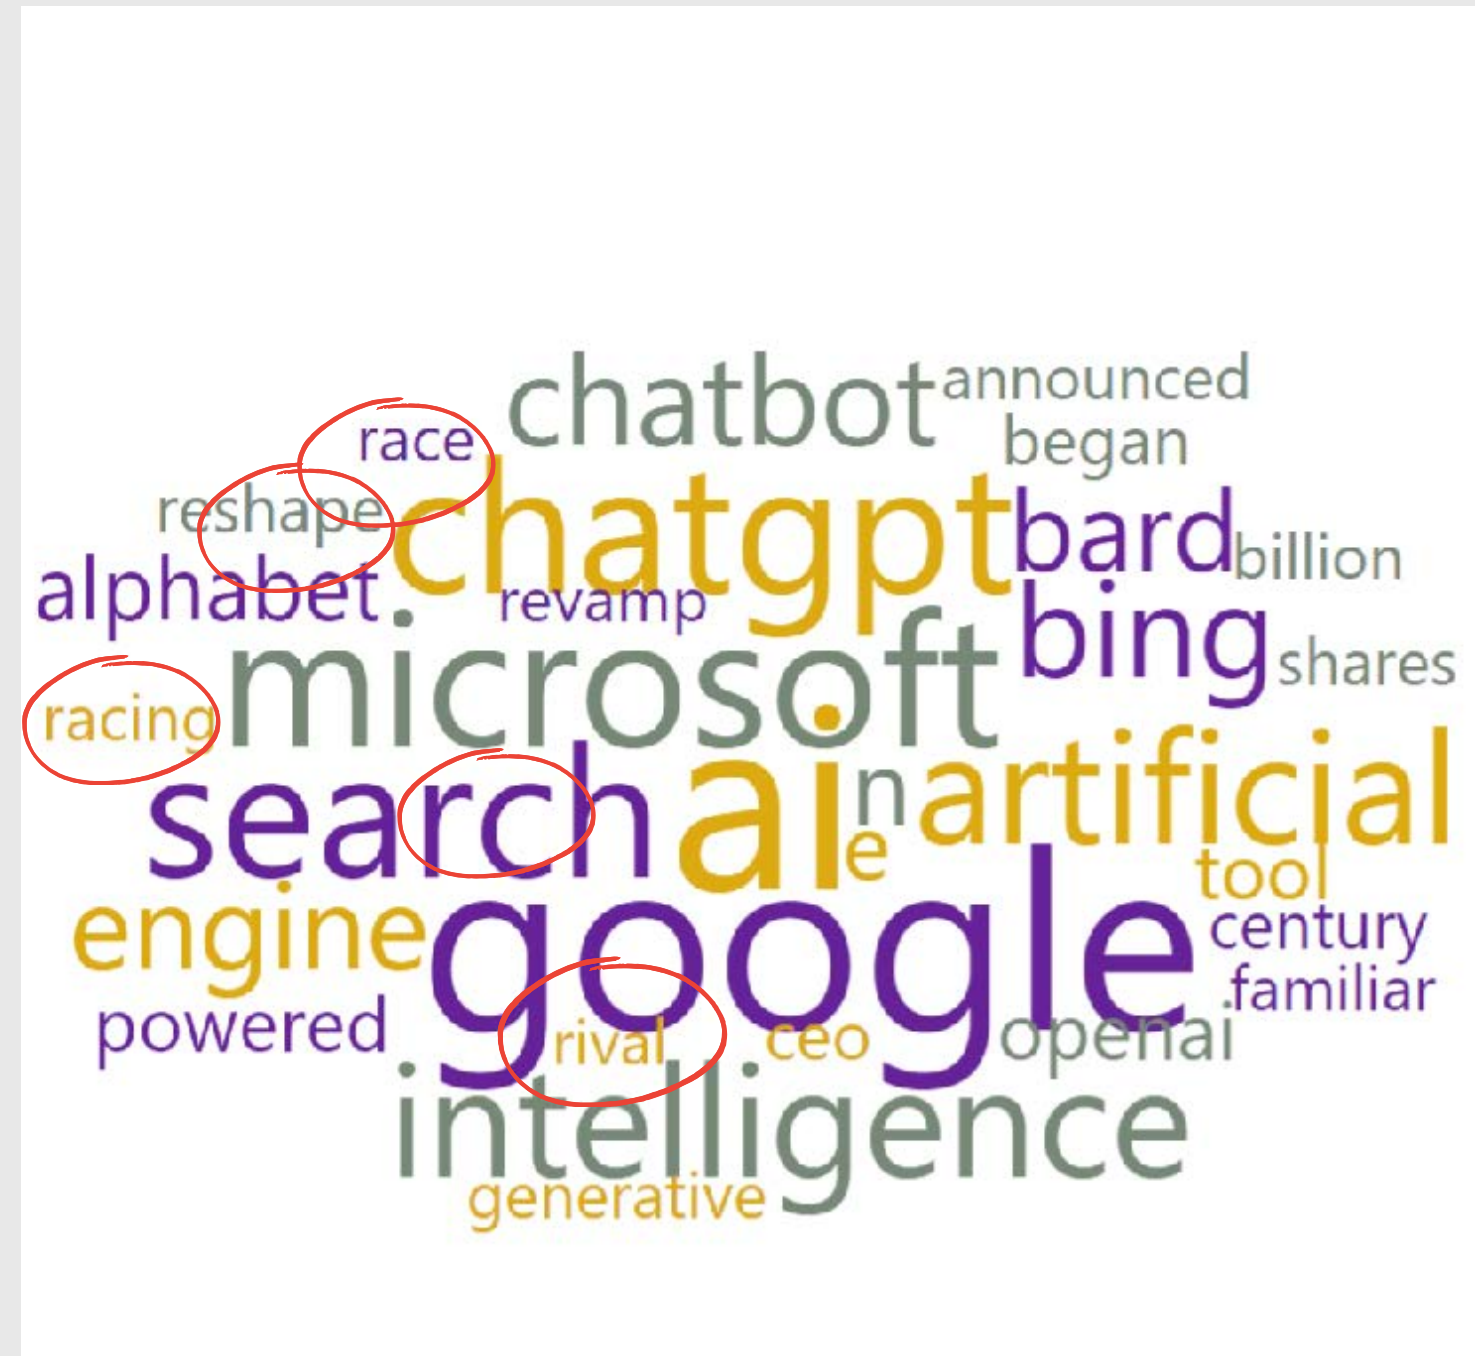 chatbot announced
race began
reshape chatgpt bard billion
alphabet revamp bing shares
racing microsoft
search ai n artificial
e tool
engine google century
familiar
powered rival ceo openai
intelligence
generative